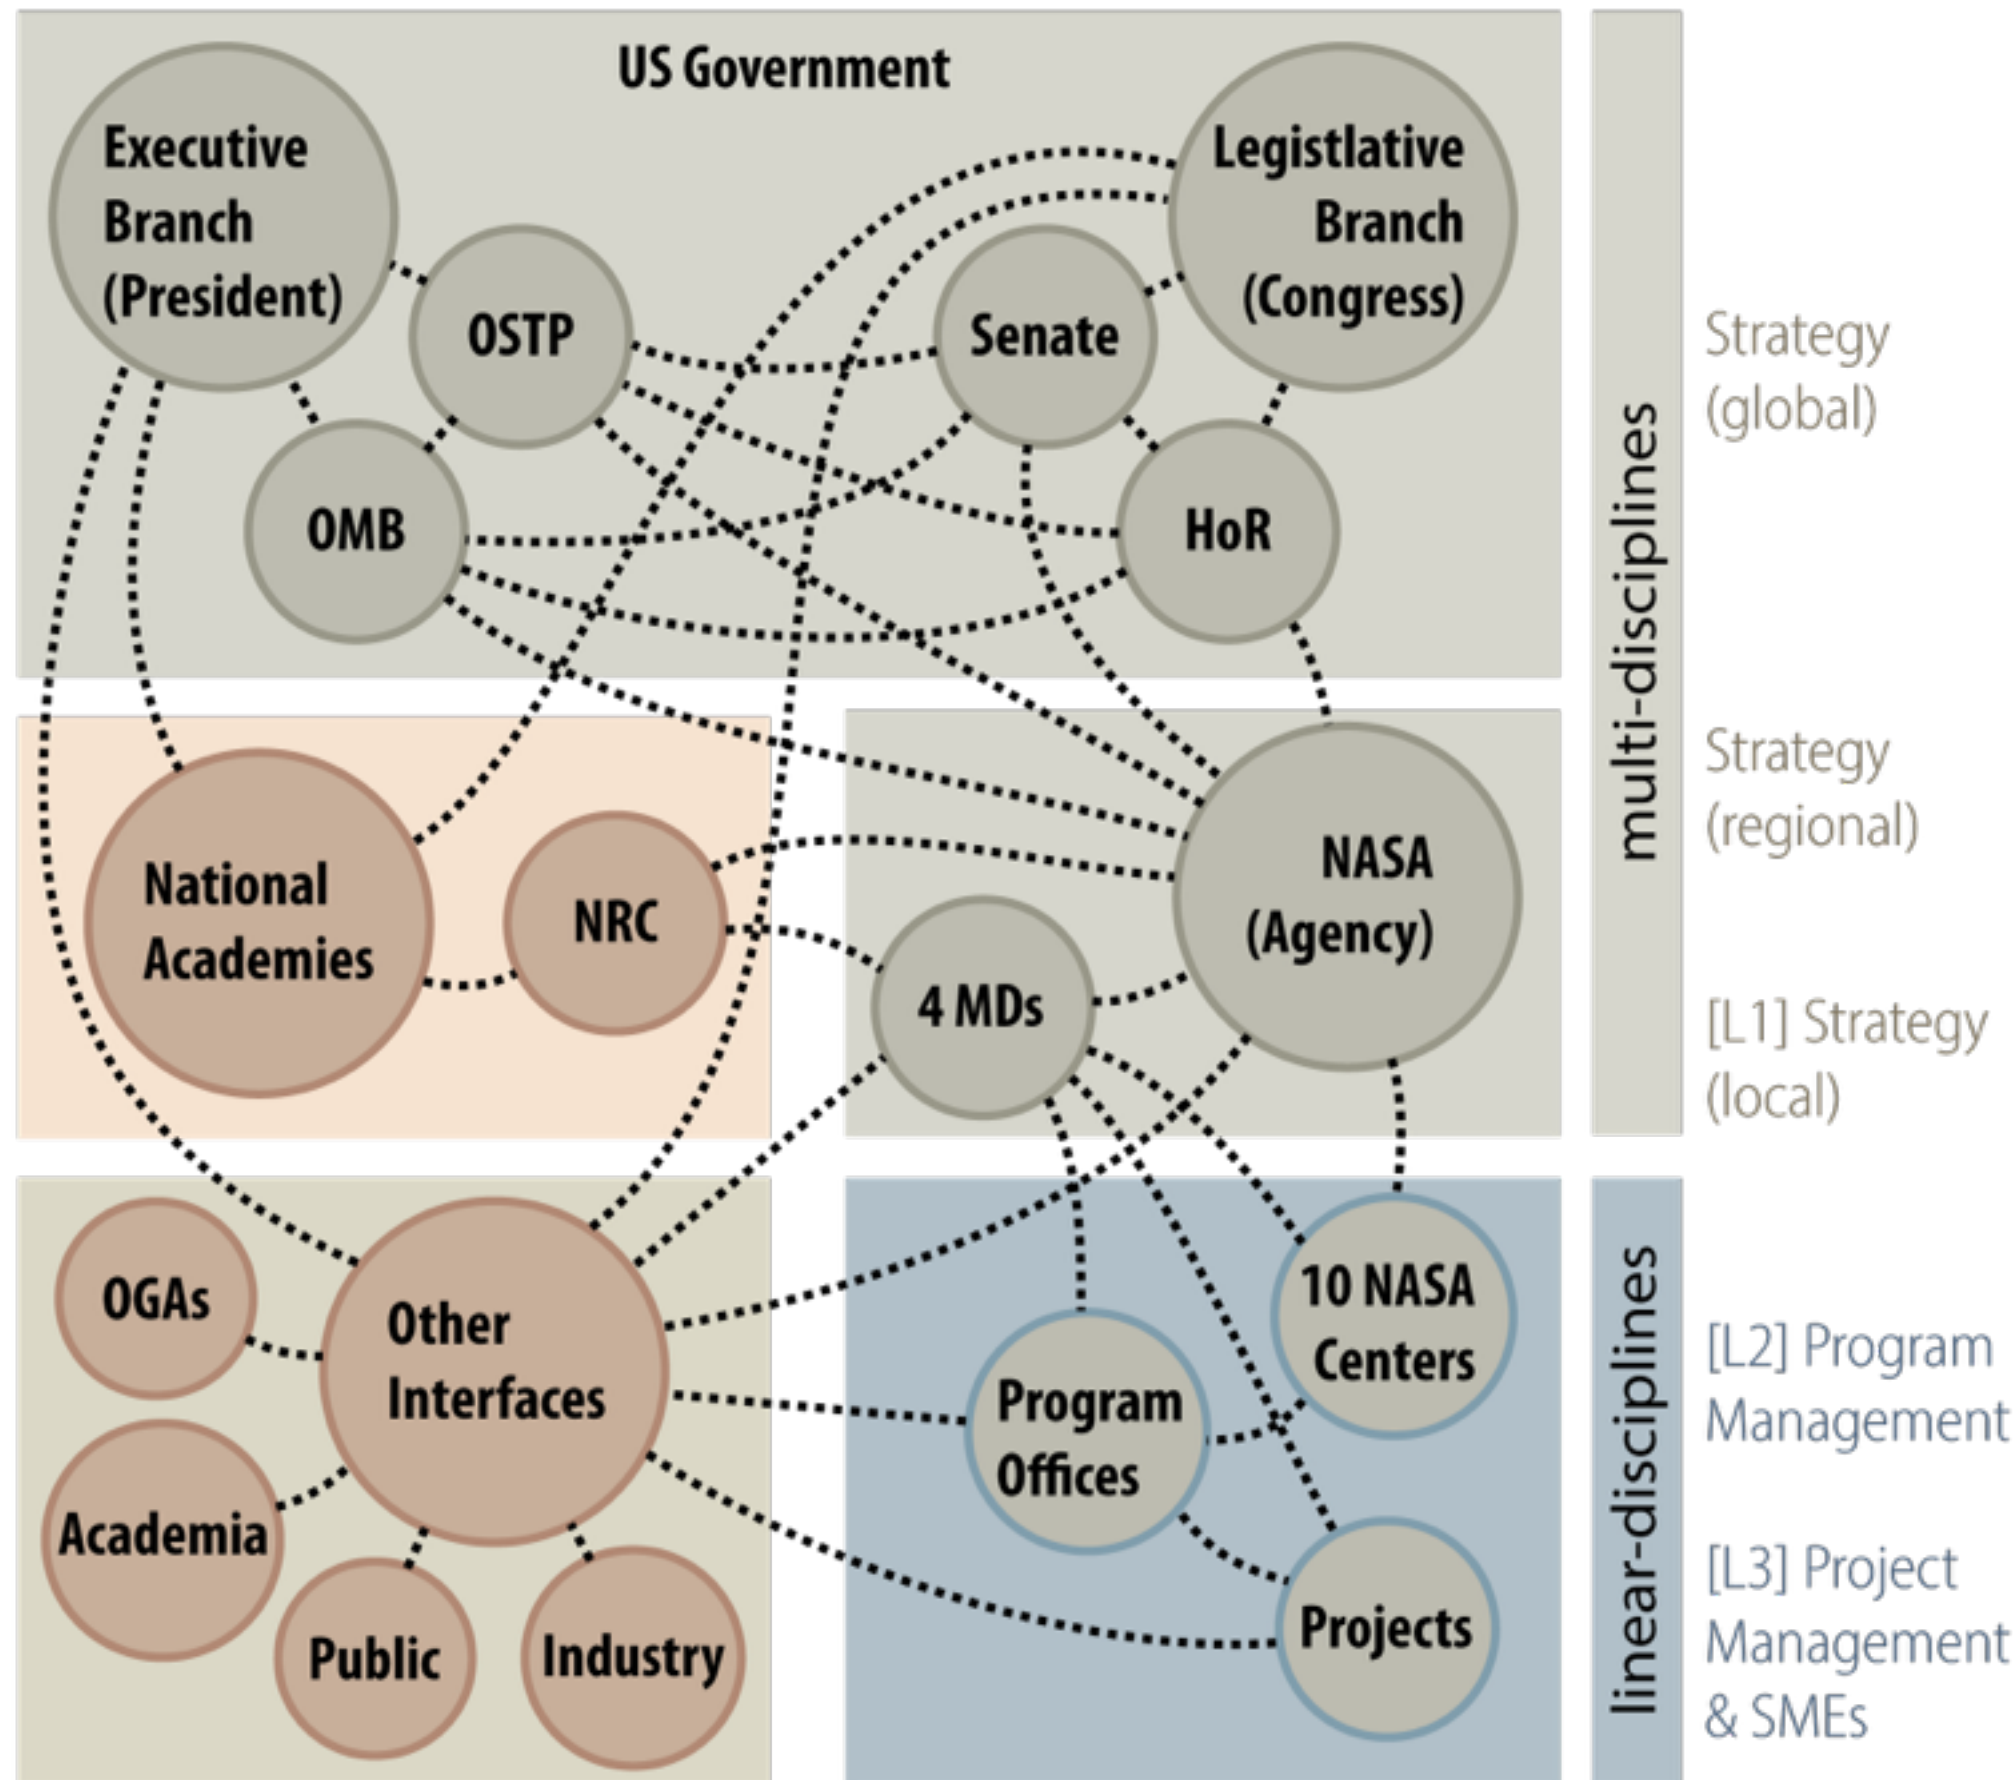 US Government
Executive
Branch
(President)
OSTP
OMB
Senate
Legistlative
Branch
(Congress)
HoR
National
Academies
NRC
4 MDs
NASA
(Agency)
OGAs
Other
Interfaces
Academia
Public
Industry
Program
Offices
10 NASA
Centers
Projects
multi-disciplines
linear-disciplines
Strategy
(global)
Strategy
(regional)
[L1] Strategy
(local)
[L2] Program
Management
[L3] Project
Management
& SMEs